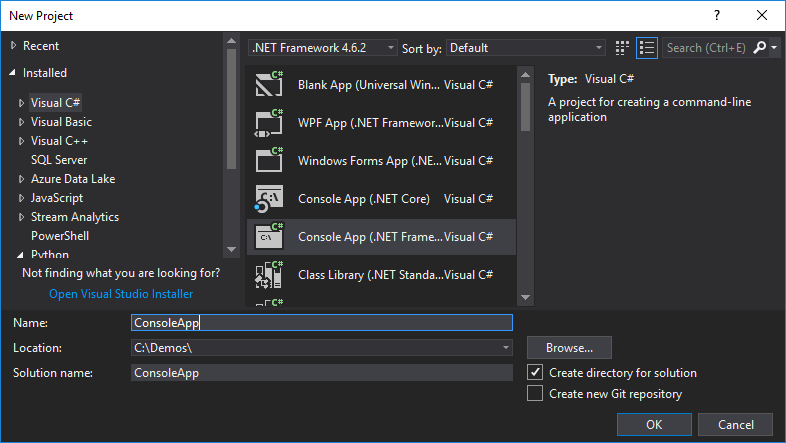 New Project
? ×
Recent
Installed
Visual C#
Visual Basic
Visual C++
SQL Server
Azure Data Lake
JavaScript
Stream Analytics
PowerShell
Python
Not finding what you are looking for?
Open Visual Studio Installer
.NET Framework 4.6.2 Sort by: Default
Search (Ctrl+E)
C# Blank App (Universal Win... Visual C#
C# WPF App (.NET Framewor... Visual C#
C# Windows Forms App (.NE... Visual C#
C# C:\ Console App (.NET Core) Visual C#
C# C:\ Console App (.NET Frame... Visual C#
C# Class Library (.NET Standa... Visual C#
C#
Type: Visual C#
A project for creating a command-line
application
Name: ConsoleApp
Location: C:\Demos\
Browse...
Solution name: ConsoleApp
Create directory for solution
Create new Git repository
OK Cancel